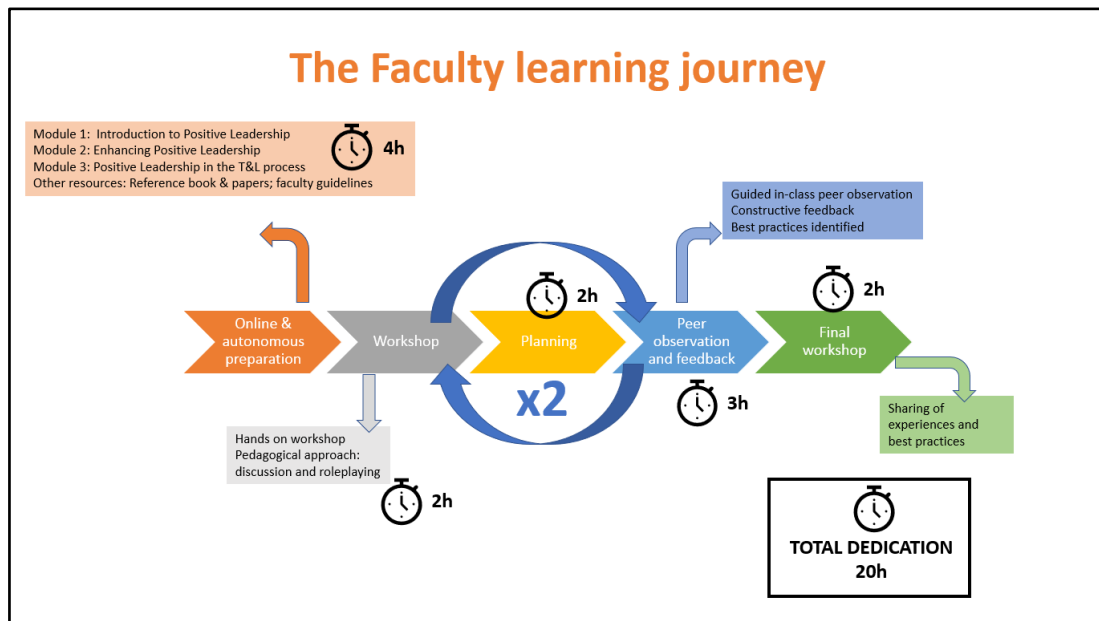 The Faculty learning journey
Module 1:  Introduction to Positive Leadership
Module 2: Enhancing Positive Leadership
Module 3: Positive Leadership in the T&L process
Other resources: Reference book & papers; faculty guidelines
4h
Guided in-class peer observation
Constructive feedback
Best practices identified
2h
2h
Online &
autonomous
preparation
Workshop
Planning
Peer
observation
and feedback
Final
workshop
x2
3h
Hands on workshop
Pedagogical approach:
discussion and roleplaying
2h
Sharing of
experiences and
best practices
TOTAL DEDICATION
20h